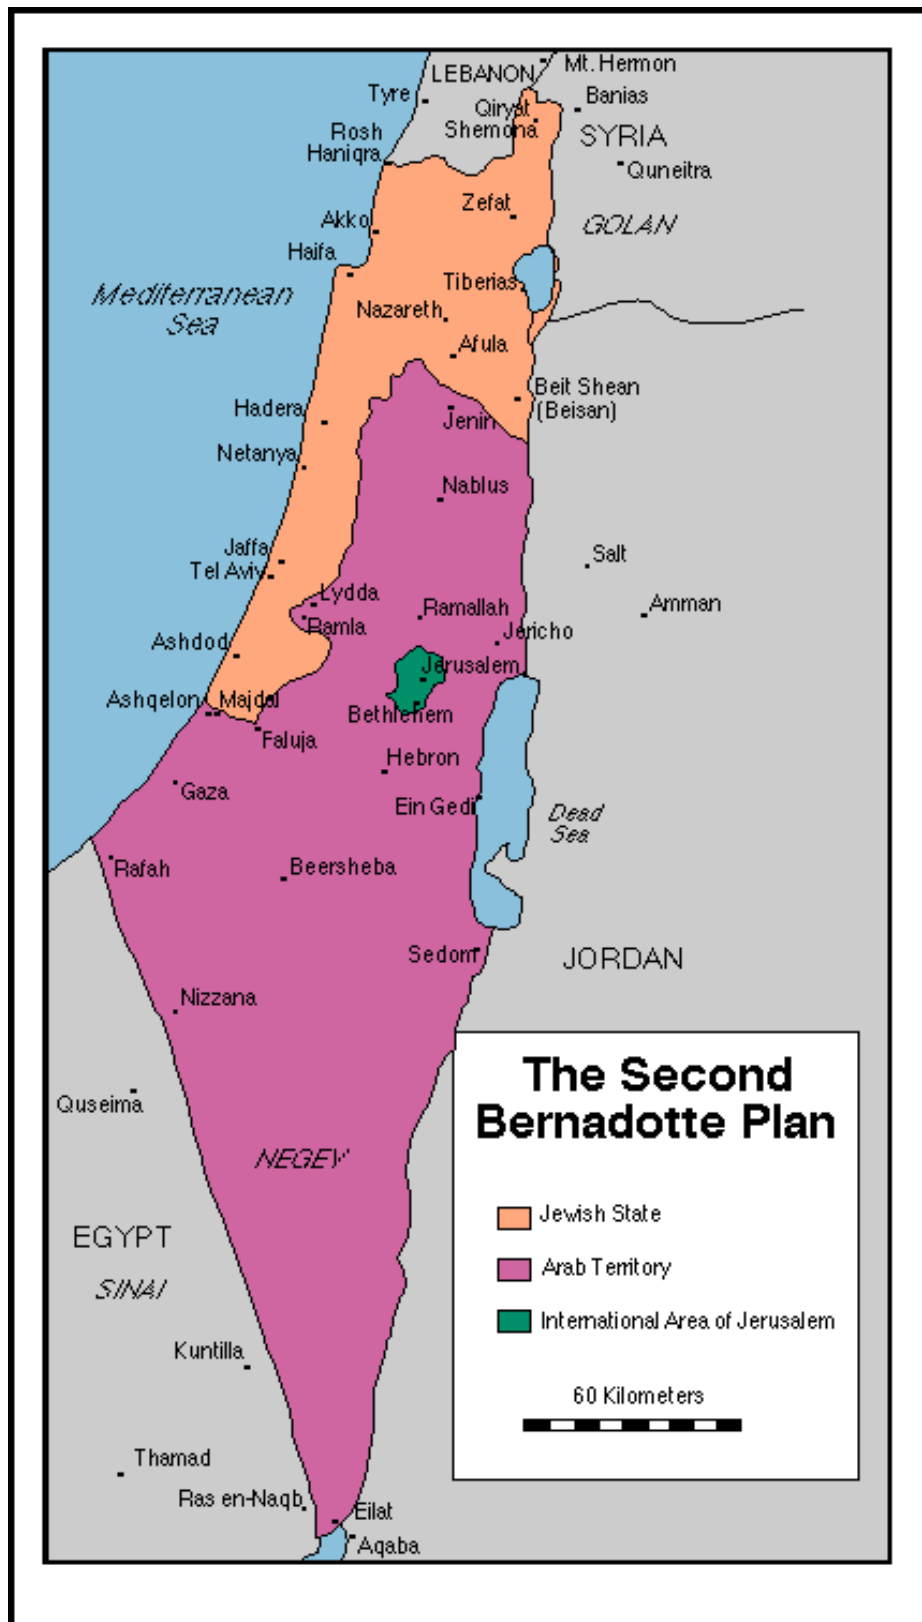 Mt. Hermon
LEBANON
Tyre
Banias
Qiryat
Shemona
Rosh
Haniqra
SYRIA
Quneitra
Zefat
Akko
GOLAN
Haifa
Tiberias
Mediterranean
Sea
Nazareth
Afula
Beit Shean
(Beisan)
Hadera
Jenin
Netanya
Nablus
Jaffa
Salt
Tel Aviv
Lydda
Ramallah
Amman
Ramla
Jericho
Ashdod
Jerusalem
Ashqelon
Majdal
Bethlehem
Faluja
Hebron
Gaza
Ein Gedi
Dead
Sea
Rafah
Beersheba
Sedom
JORDAN
Nizzana
The Second
Bernadotte Plan
Quseima
NEGEV
Jewish State
EGYPT
Arab Territory
SINAI
International Area of Jerusalem
Kuntilla
60 Kilometers
Thamad
Ras en-Naqb
Eilat
Aqaba